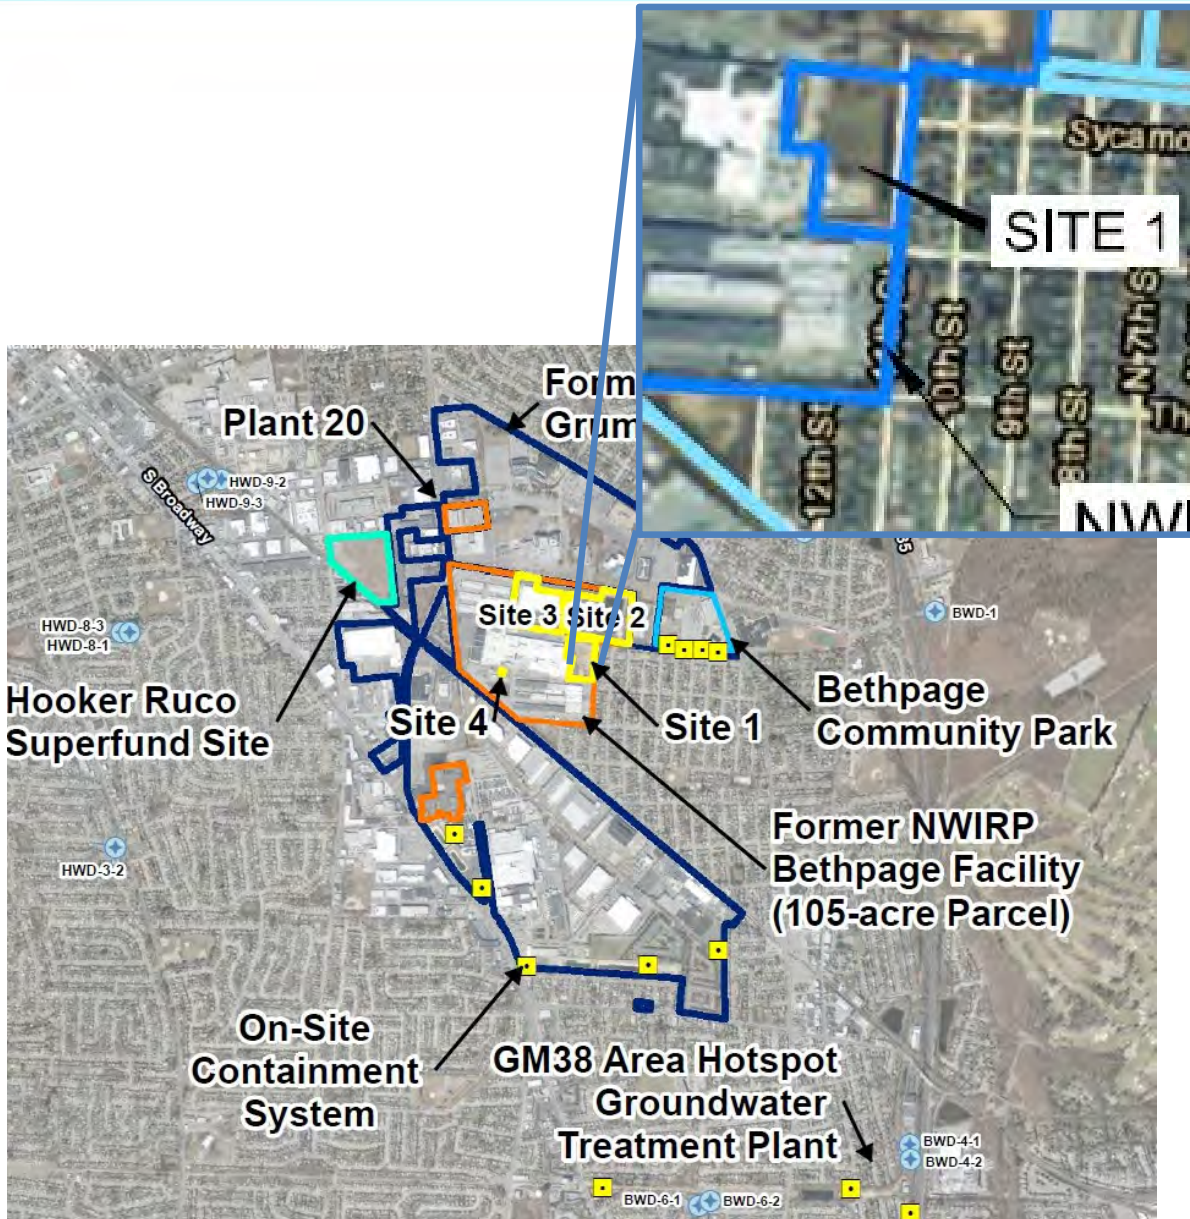 Sycamo
SITE 1
10th St
9th St
8th St
N 7th S
Th
12th St
NWI
Form
Grum
Plant 20
S Broadway
HWD-9-2
HWD-9-3
35
BWD-1
Site 3
Site 2
HWD-8-3
HWD-8-1
Hooker Ruco
Superfund Site
Site 4
Site 1
Bethpage
Community Park
HWD-3-2
Former NWIRP
Bethpage Facility
(105-acre Parcel)
On-Site
Containment
System
GM38 Area Hotspot
Groundwater
Treatment Plant
BWD-4-1
BWD-4-2
BWD-6-1
BWD-6-2